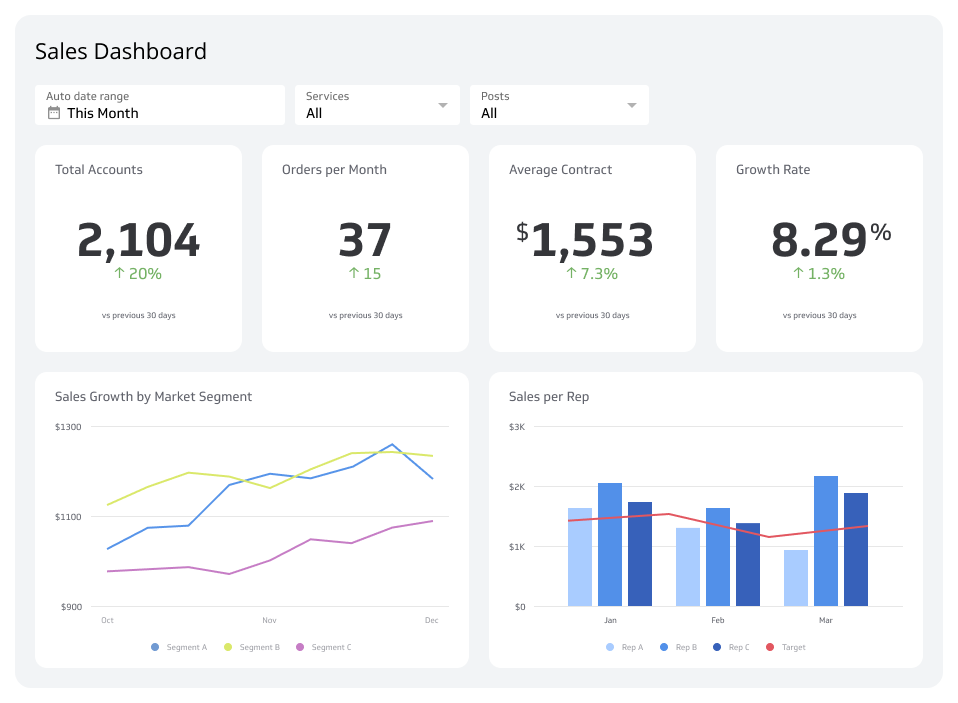 Sales Dashboard
Auto date range
This Month
Services
All
Posts
All
Total Accounts
2,104
↑ 20%
vs previous 30 days
Orders per Month
37
↑ 15
vs previous 30 days
Average Contract
$1,553
↑ 7.3%
vs previous 30 days
Growth Rate
8.29%
↑ 1.3%
vs previous 30 days
Sales Growth by Market Segment
$1300
$1100
$900
Oct Nov Dec
Segment A Segment B Segment C
Sales per Rep
$3K
$2K
$1K
$0
Jan Feb Mar
Rep A Rep B Rep C Target